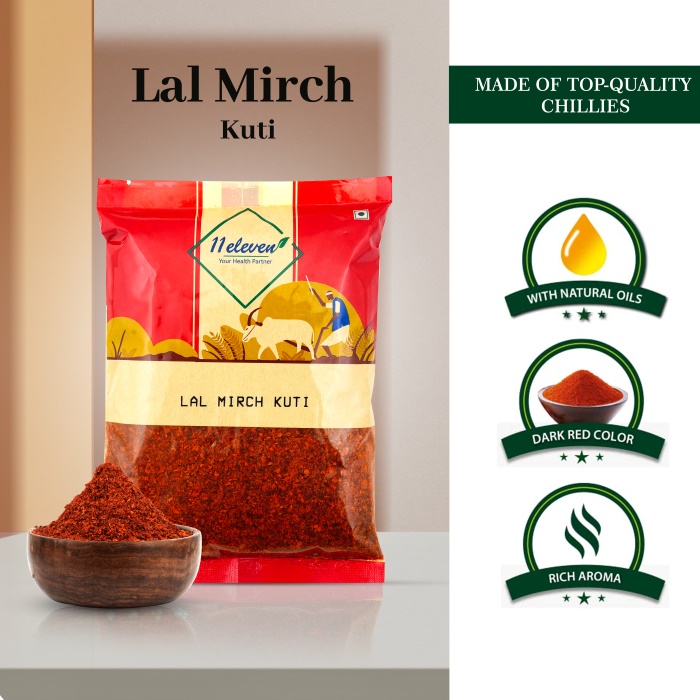 Lal Mirch
Kuti
MADE OF TOP-QUALITY
CHILLIES
11eleven
Your Health Partner
LAL MIRCH KUTI
WITH NATURAL OILS
DARK RED COLOR
RICH AROMA